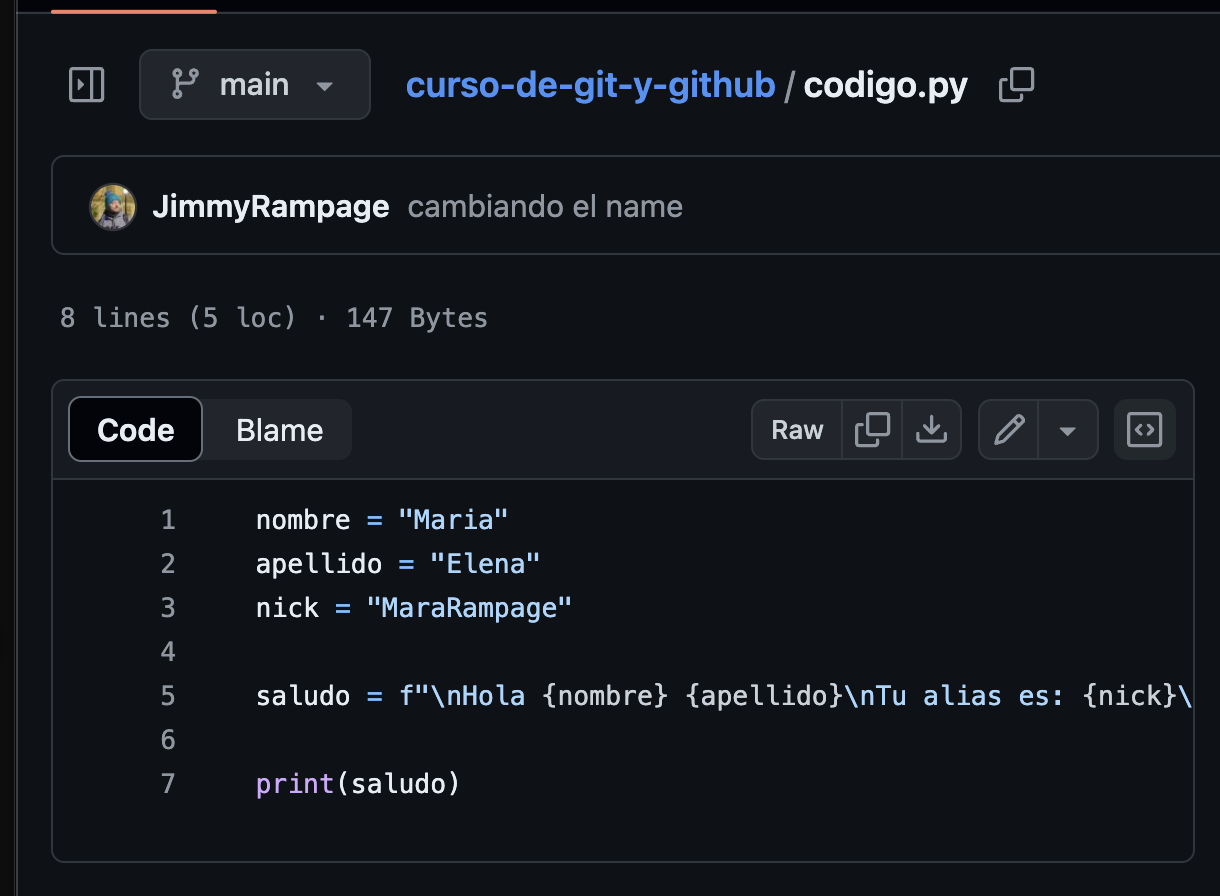 main
curso-de-git-y-github / codigo.py
JimmyRampage cambiando el name
8 lines (5 loc) · 147 Bytes
Code Blame Raw
1 nombre = "Maria"
2 apellido = "Elena"
3 nick = "MaraRampage"
4
5 saludo = f"\nHola {nombre} {apellido}\nTu alias es: {nick}\
6
7 print(saludo)